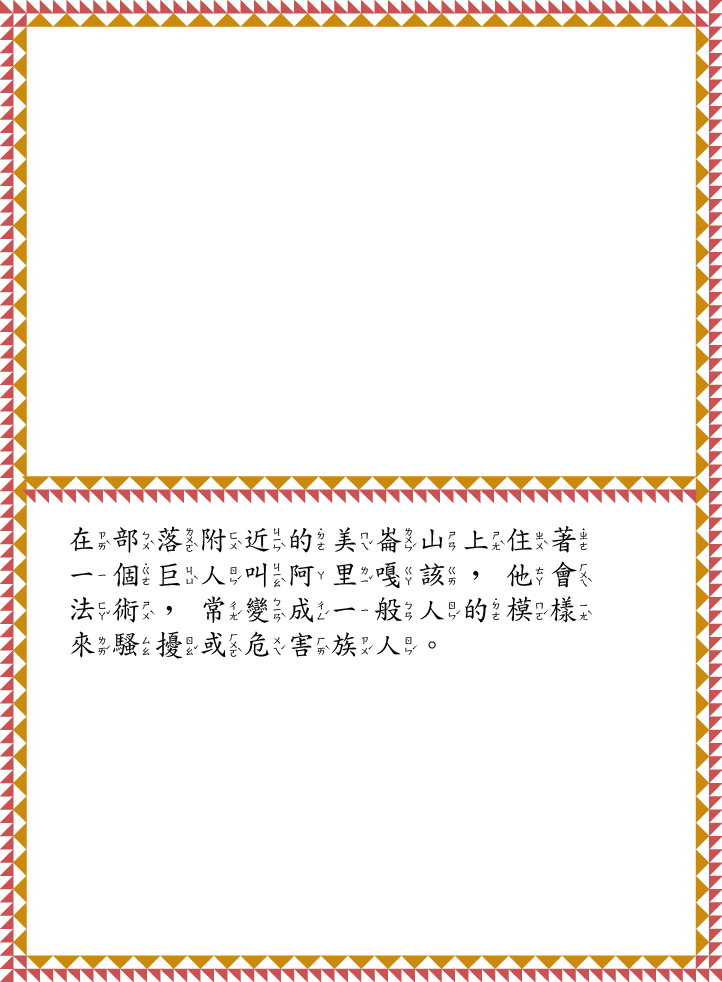 在部落附近的美崙山上住著
一個巨人叫阿里嘎該，他會
法術，常變成一般人的模樣
來騷擾或危害族人。